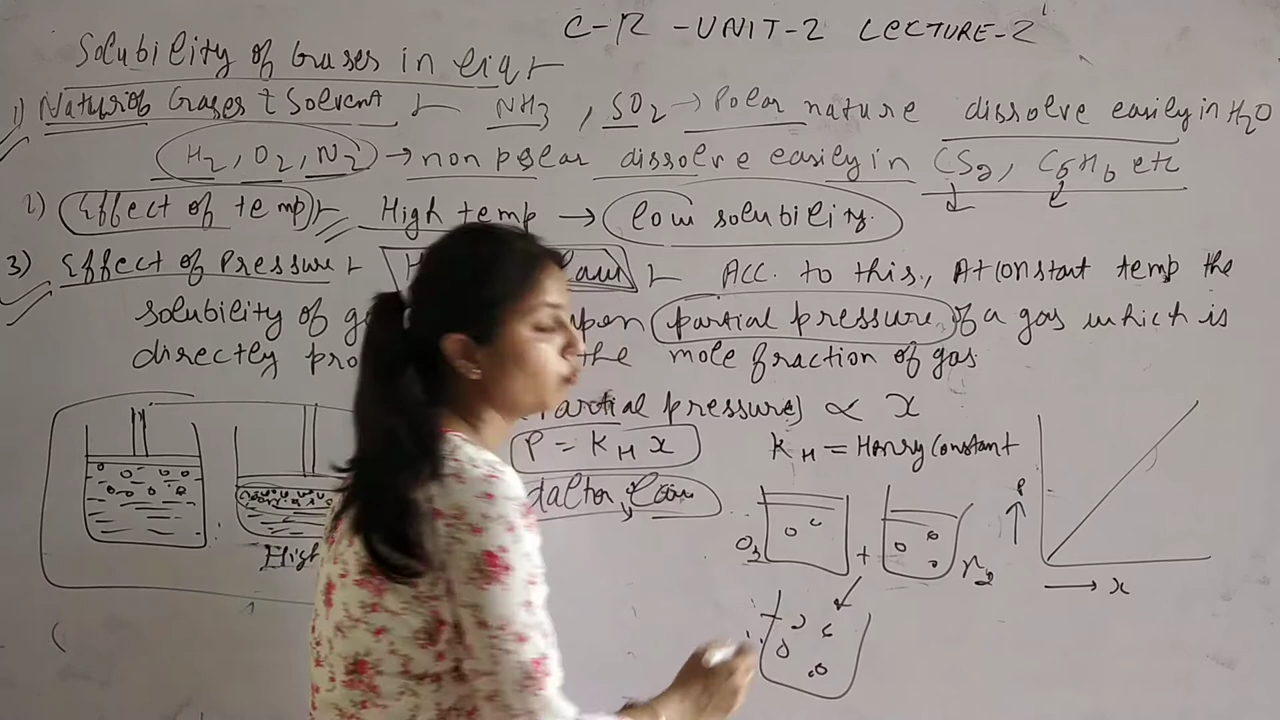 C-R -UNIT-2 LECTURE-2
Solubility of Gases in liq
1) Nature of Gases & Solvent NH3 , SO2 → Polar nature dissolve easily in H2O
H2, O2, N2 → non polar dissolve easily in CS2, C6H6 etc
2) Effect of temp High temp → low solubility.
3) Effect of Pressure Law Acc. to this, At constant temp the
solubility of upon partial pressure of a gas which is
directly the mole fraction of gas
Partial pressure) ∝ x
P = KH x KH = Henry Constant
dalton law
High
O2 + N2
P
x